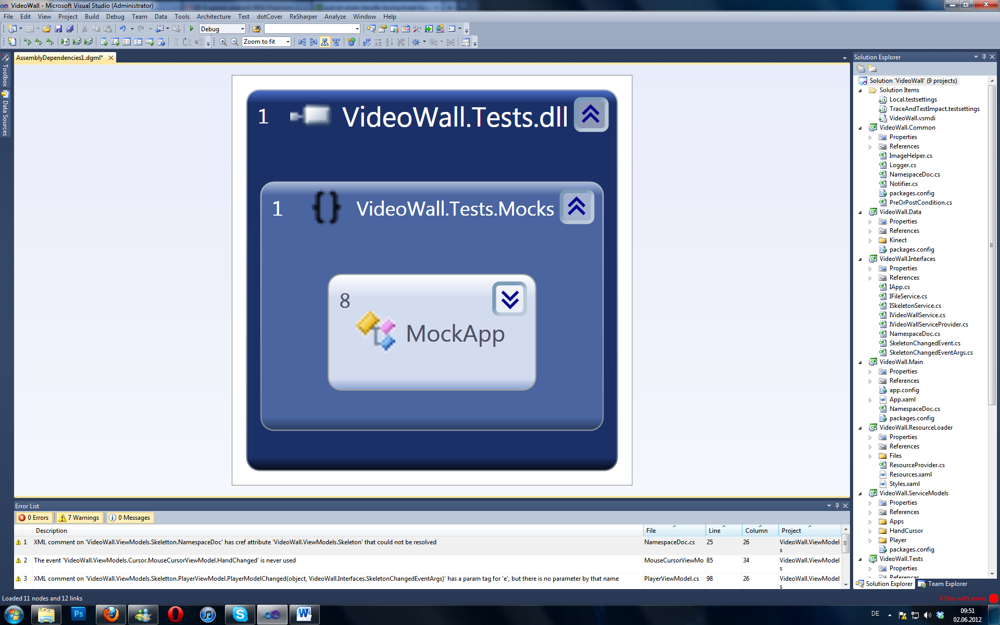 VideoWall - Microsoft Visual Studio (Administrator)
File Edit View Project Build Debug Team Data Tools Architecture Test dotCover ReSharper Analyze Window Help
Debug
Zoom to fit
Toolbox
Data Sources
AssemblyDependencies1.dgml*
1 VideoWall.Tests.dll
1 {} VideoWall.Tests.Mocks
8
MockApp
Solution Explorer
Solution 'VideoWall' (9 projects)
Solution Items
Local.testsettings
TraceAndTestImpact.testsettings
VideoWall.vsmdi
VideoWall.Common
Properties
References
ImageHelper.cs
Logger.cs
NamespaceDoc.cs
Notifier.cs
packages.config
PreOrPostCondition.cs
VideoWall.Data
Properties
References
Kinect
packages.config
VideoWall.Interfaces
Properties
References
IApp.cs
IFileService.cs
ISkeletonService.cs
IVideoWallService.cs
IVideoWallServiceProvider.cs
NamespaceDoc.cs
SkeletonChangedEvent.cs
SkeletonChangedEventArgs.cs
VideoWall.Main
Properties
References
app.config
App.xaml
NamespaceDoc.cs
packages.config
VideoWall.ResourceLoader
Properties
References
Files
ResourceProvider.cs
Resources.xaml
Styles.xaml
VideoWall.ServiceModels
Properties
References
Apps
HandCursor
Player
packages.config
VideoWall.Tests
Properties
References
Solution Explorer Team Explorer
Error List
0 Errors 7 Warnings 0 Messages
Description File Line Column Project
1 XML comment on 'VideoWall.ViewModels.Skeletton.NamespaceDoc' has cref attribute 'VideoWall.ViewModels.Skeleton' that could not be resolved NamespaceDoc.cs 25 26 VideoWall.ViewModel
s
2 The event 'VideoWall.ViewModels.Cursor.MouseCursorViewModel.HandChanged' is never used MouseCursorViewMo 85 34 VideoWall.ViewModel
s
3 XML comment on 'VideoWall.ViewModels.Skeletton.PlayerViewModel.PlayerModelChanged(object, VideoWall.Interfaces.SkeletonChangedEventArgs)' has a param tag for 'e', but there is no parameter by that name PlayerViewModel.cs 98 26 VideoWall.ViewModel
s
Loaded 11 nodes and 12 links
6 files with errors
Ps
DE
09:51
02.06.2012